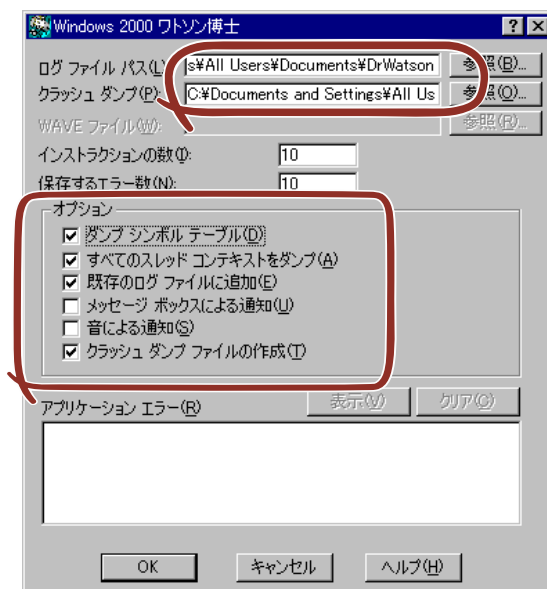 Windows 2000 ワトソン博士
ログ ファイル パス(L) s¥All Users¥Documents¥DrWatson 参照(B)...
クラッシュ ダンプ(P): C:¥Documents and Settings¥All Us 参照(O)...
WAVE ファイル(W): 参照(R)...
インストラクションの数(I): 10
保存するエラー数(N): 10
オプション
ダンプ シンボル テーブル(D)
すべてのスレッド コンテキストをダンプ(A)
既存のログ ファイルに追加(E)
メッセージ ボックスによる通知(U)
音による通知(S)
クラッシュ ダンプ ファイルの作成(T)
アプリケーション エラー(R) 表示(V) クリア(C)
OK キャンセル ヘルプ(H)